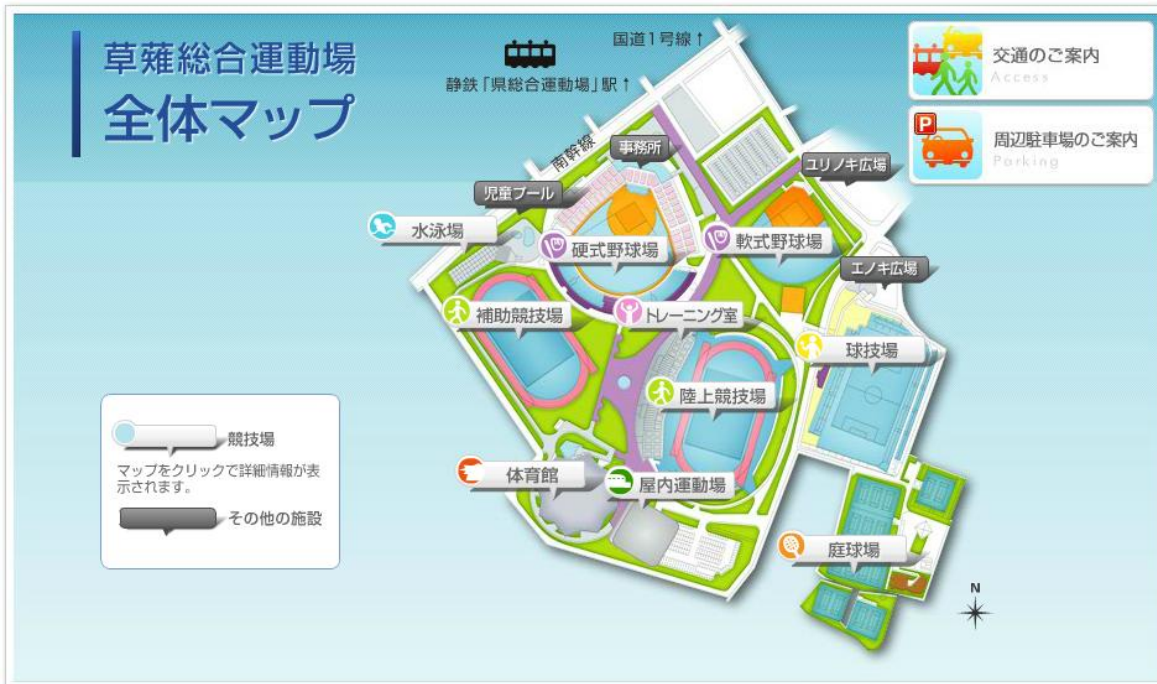 草薙総合運動場
全体マップ
国道1号線↑
静鉄「県総合運動場」駅↑
交通のご案内
Access
P
周辺駐車場のご案内
Parking
南幹線
事務所
ユリノキ広場
児童プール
水泳場
硬式野球場
軟式野球場
エノキ広場
補助競技場
トレーニング室
球技場
陸上競技場
体育館
屋内運動場
庭球場
競技場
マップをクリックで詳細情報が表
示されます。
その他の施設
N